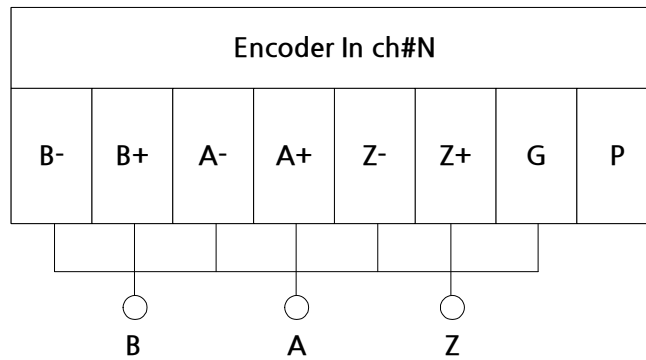 Encoder In ch#N
B- B+ A- A+ Z- Z+ G P
B A Z